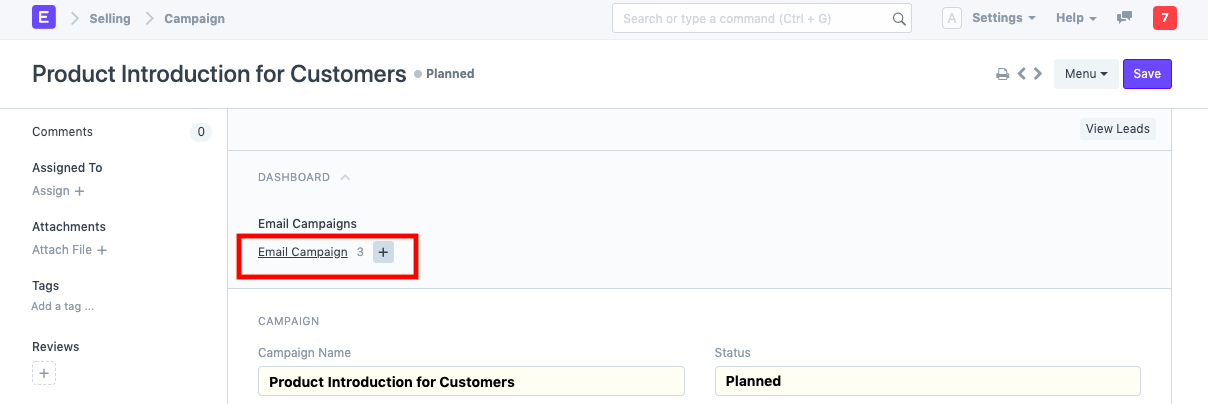 E Selling Campaign Search or type a command (Ctrl + G) A Settings Help 7
Product Introduction for Customers Planned Menu Save
Comments 0
View Leads
Assigned To
Assign +
DASHBOARD
Attachments
Attach File +
Email Campaigns
Email Campaign 3 +
Tags
Add a tag ...
Reviews
+
CAMPAIGN
Campaign Name Status
Product Introduction for Customers Planned